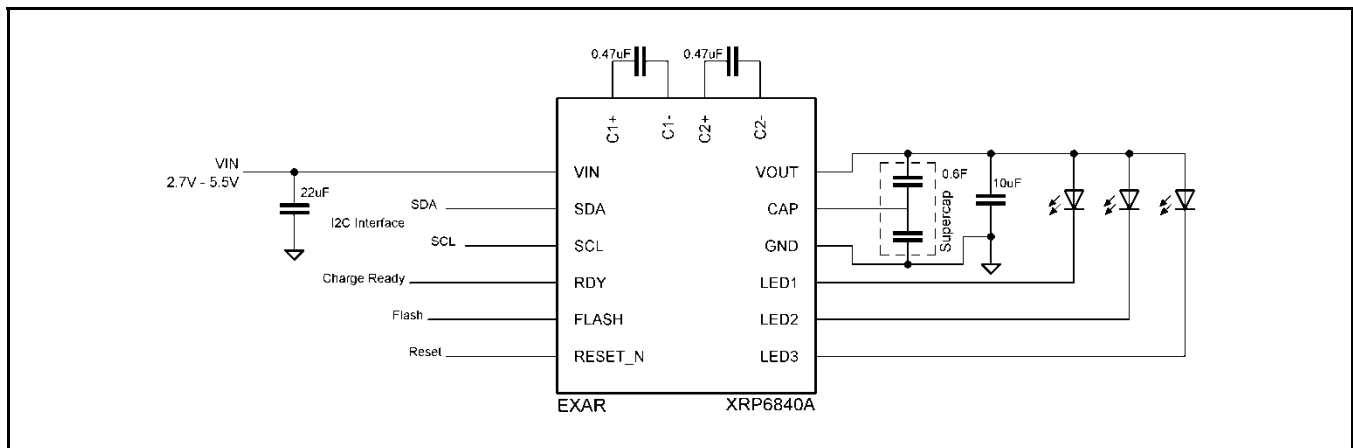 0.47uF
0.47uF
C1+
C1-
C2+
C2-
VIN
2.7V - 5.5V
22uF
SDA
I2C Interface
SCL
Charge Ready
Flash
Reset
VIN
SDA
SCL
RDY
FLASH
RESET_N
VOUT
CAP
GND
LED1
LED2
LED3
0.6F
Supercap
10uF
EXAR
XRP6840A